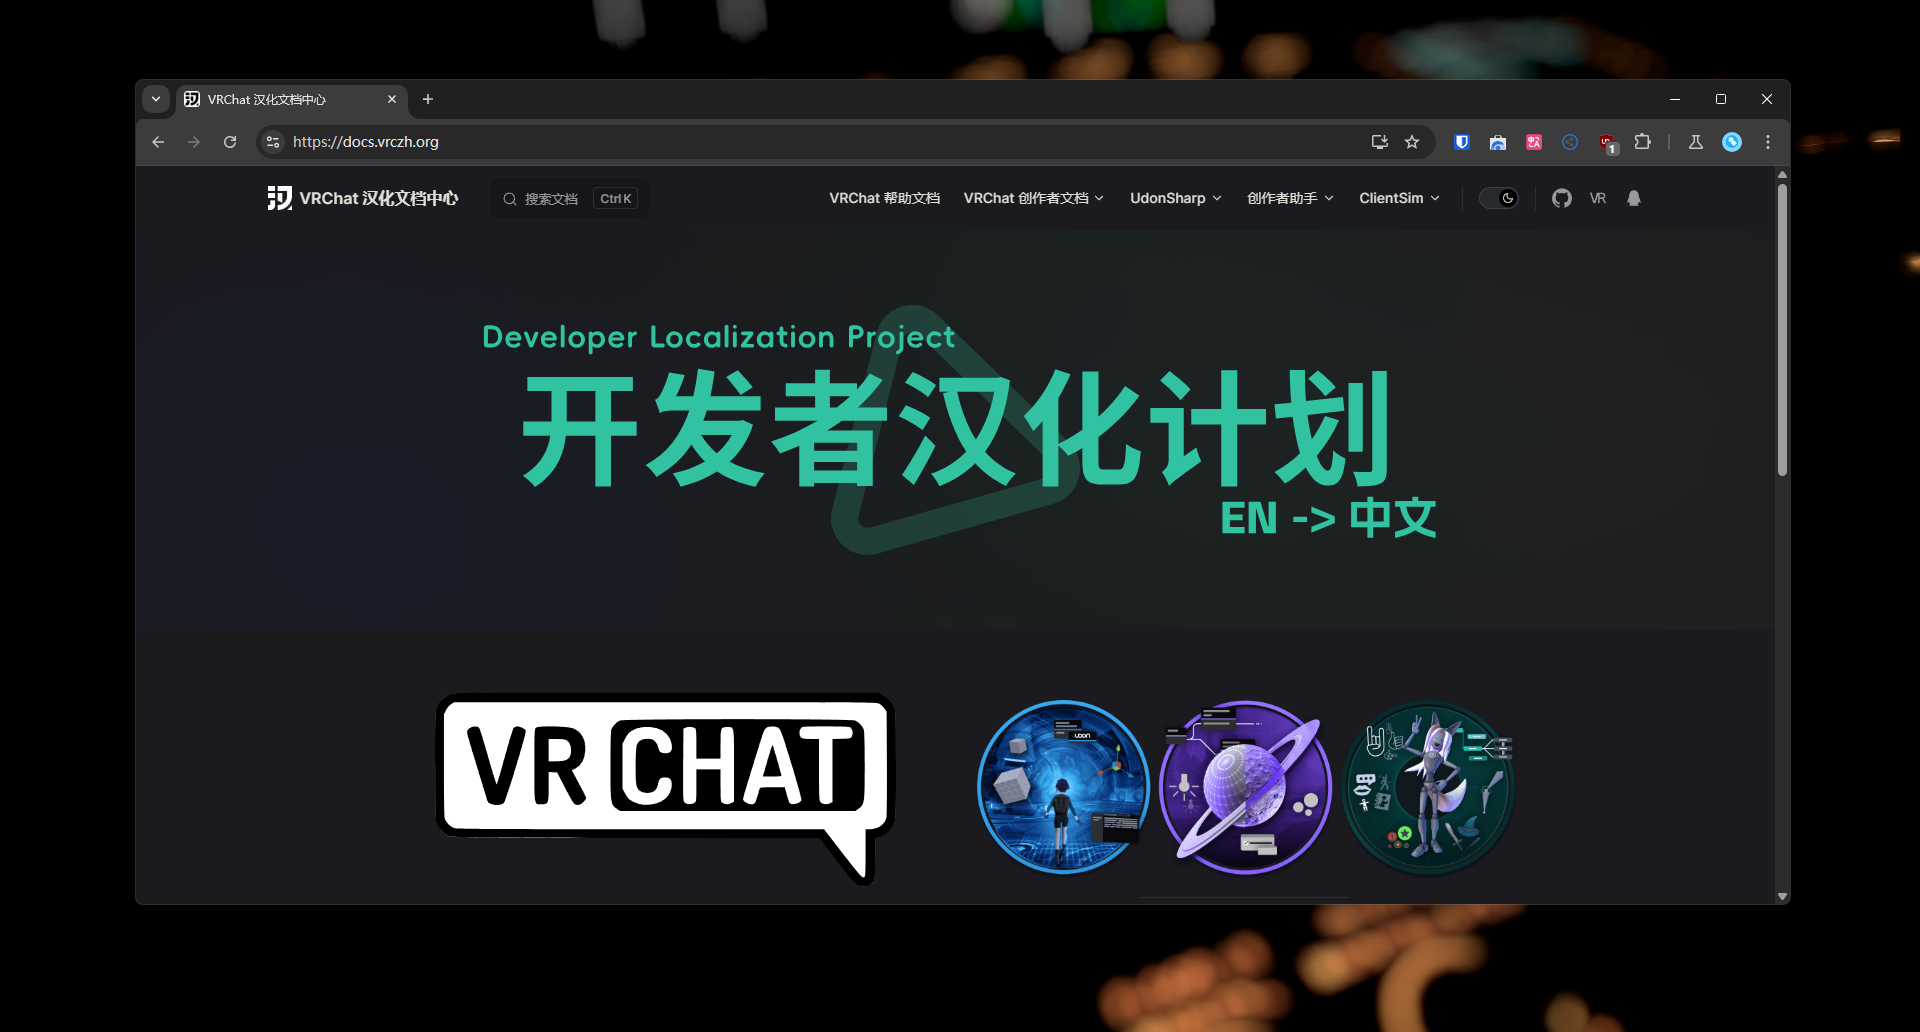 VRChat 汉化文档中心
https://docs.vrczh.org
1
VRChat 汉化文档中心
搜索文档
Ctrl K
VRChat 帮助文档
VRChat 创作者文档
UdonSharp
创作者助手
ClientSim
VR
Developer Localization Project
开发者汉化计划
EN -> 中文
VRCHAT
UDON